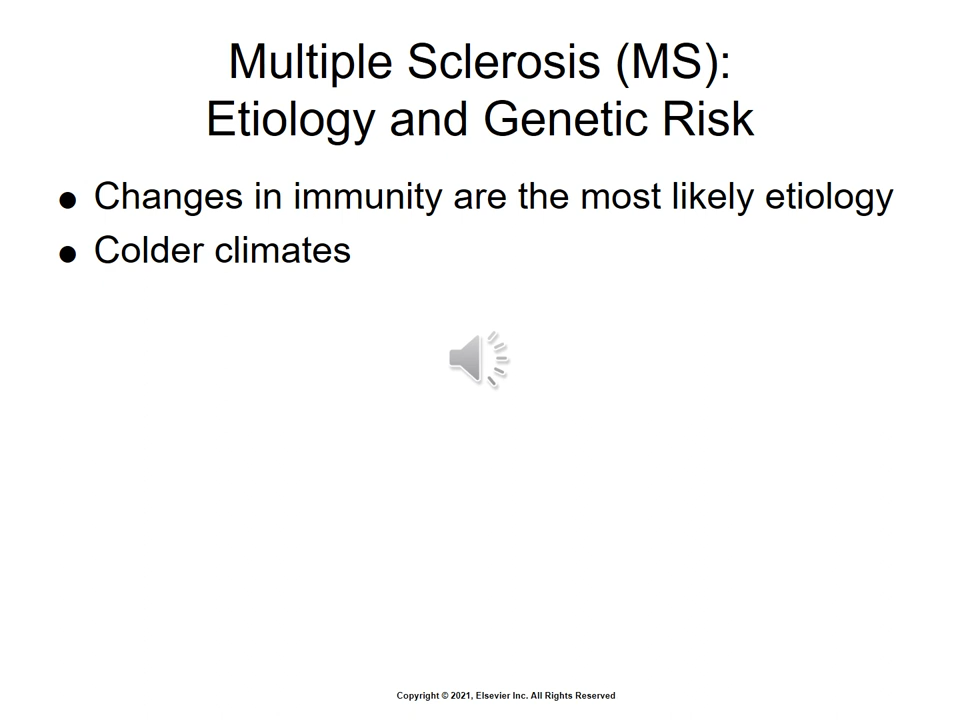 Multiple Sclerosis (MS):
Etiology and Genetic Risk
● Changes in immunity are the most likely etiology
● Colder climates
Copyright © 2021, Elsevier Inc. All Rights Reserved